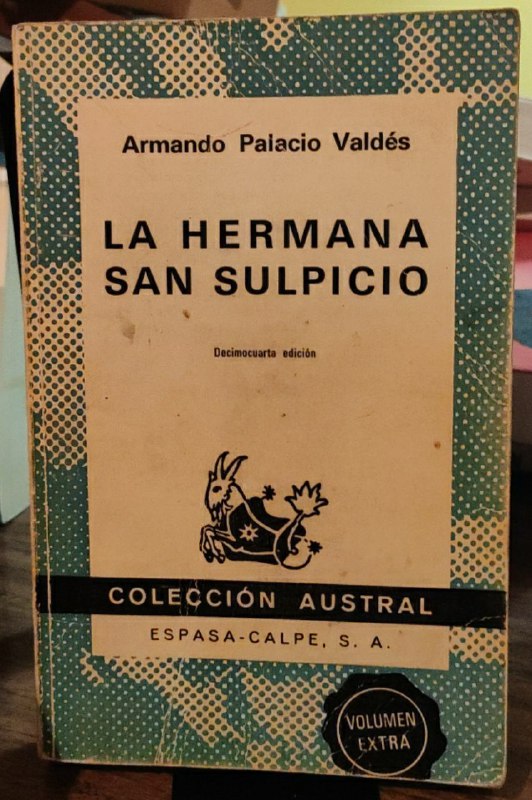 Armando Palacio Valdés
LA HERMANA
SAN SULPICIO
Decimocuarta edición
COLECCIÓN AUSTRAL
ESPASA-CALPE, S. A.
VOLUMEN
EXTRA